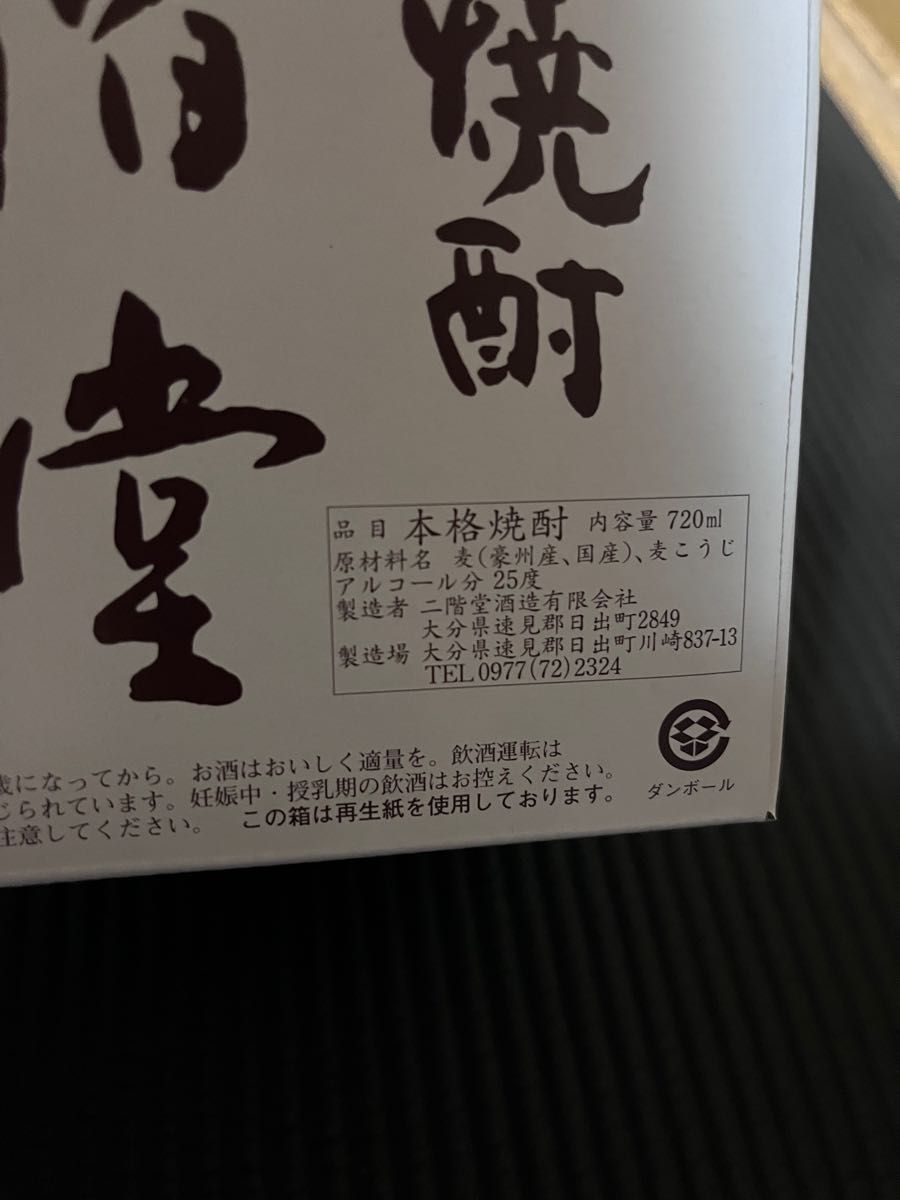 焼酎
階堂
品目 本格焼酎 内容量 720ml
原材料名 麦(豪州産、国産)、麦こうじ
アルコール分 25度
製造者 二階堂酒造有限会社
大分県速見郡日出町2849
製造場 大分県速見郡日出町川崎837-13
TEL 0977(72)2324
ダンボール
歳になってから。お酒はおいしく適量を。飲酒運転は
じられています。妊娠中・授乳期の飲酒はお控えください。
注意してください。 この箱は再生紙を使用しております。